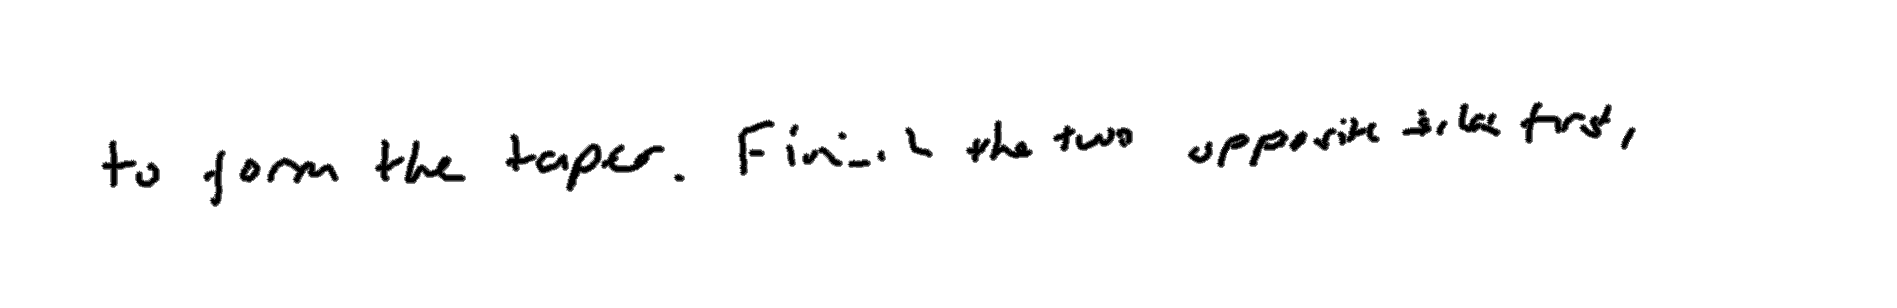 to form the taper. Finish the two opposite sides first,